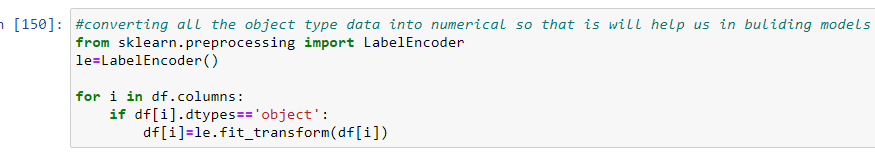 n [150]: #converting all the object type data into numerical so that is will help us in buliding models
from sklearn.preprocessing import LabelEncoder
le=LabelEncoder()
for i in df.columns:
    if df[i].dtypes=='object':
        df[i]=le.fit_transform(df[i])